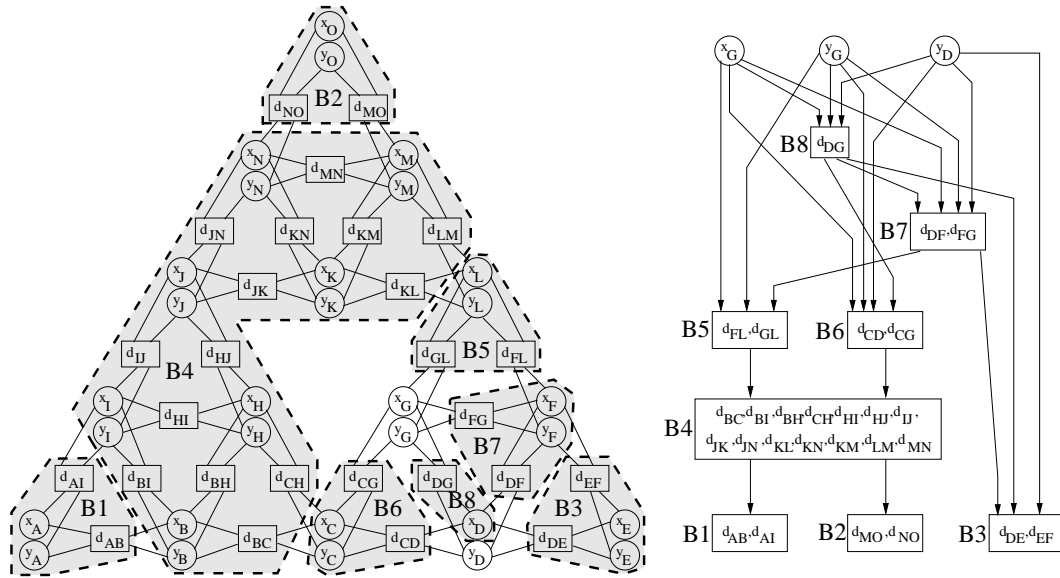 x_O
y_O
d_NO B2 d_MO
x_N d_MN x_M
y_N y_M
d_JN d_KN d_KM d_LM
x_J x_K x_L
y_J d_JK y_K d_KL y_L
d_IJ B4 d_HJ d_GL B5 d_FL
x_I d_HI x_H x_G d_FG x_F
y_I y_H y_G B7 y_F
d_AI d_BI d_BH d_CH d_CG d_DG d_DF d_EF
B1 B6 B8 B3
x_A d_AB x_B d_BC x_C d_CD x_D d_DE x_E
y_A y_B y_C y_D y_E
x_G y_G y_D
B8 d_DG
B7 d_DF,d_FG
B5 d_FL,d_GL B6 d_CD,d_CG
B4 d_BC,d_BI,d_BH,d_CH,d_HI,d_HJ,d_IJ,
d_JK,d_JN,d_KL,d_KN,d_KM,d_LM,d_MN
B1 d_AB,d_AI B2 d_MO,d_NO B3 d_DE,d_EF